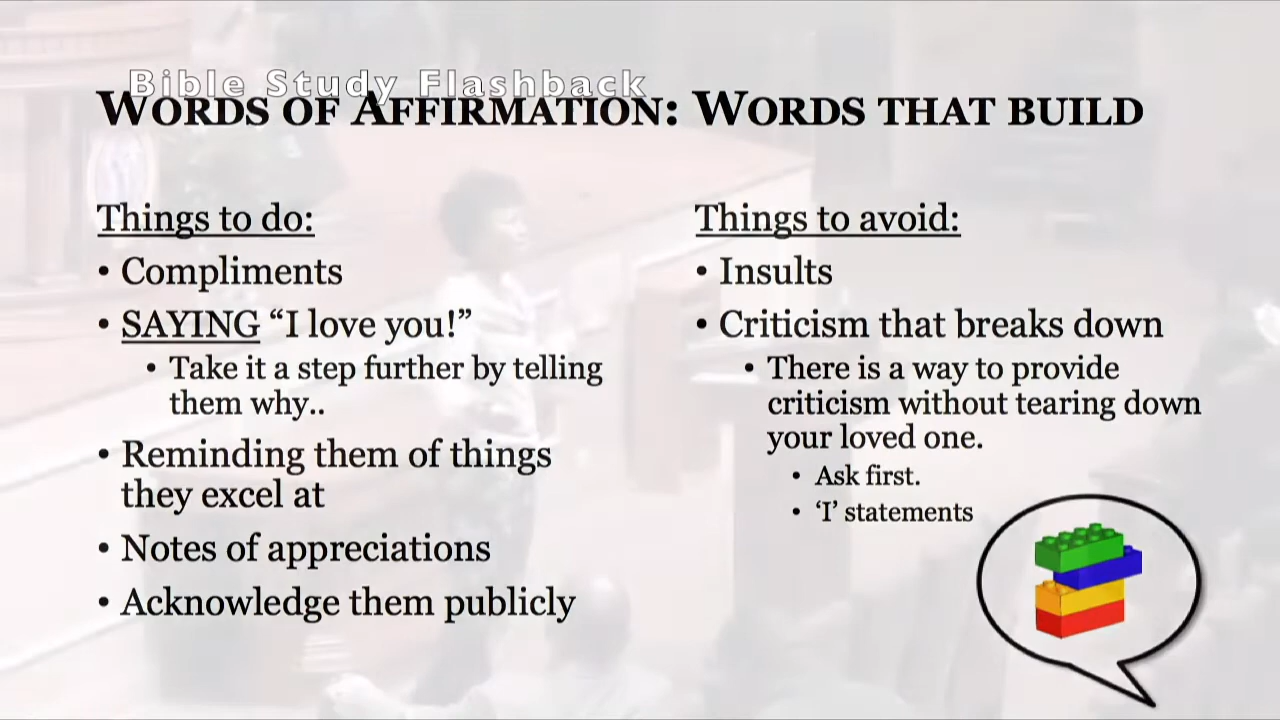 Bible Study Flashback
WORDS OF AFFIRMATION: WORDS THAT BUILD
Things to do:
• Compliments
• SAYING “I love you!”
• Take it a step further by telling
them why..
• Reminding them of things
they excel at
• Notes of appreciations
• Acknowledge them publicly
Things to avoid:
• Insults
• Criticism that breaks down
• There is a way to provide
criticism without tearing down
your loved one.
• Ask first.
• ‘I’ statements